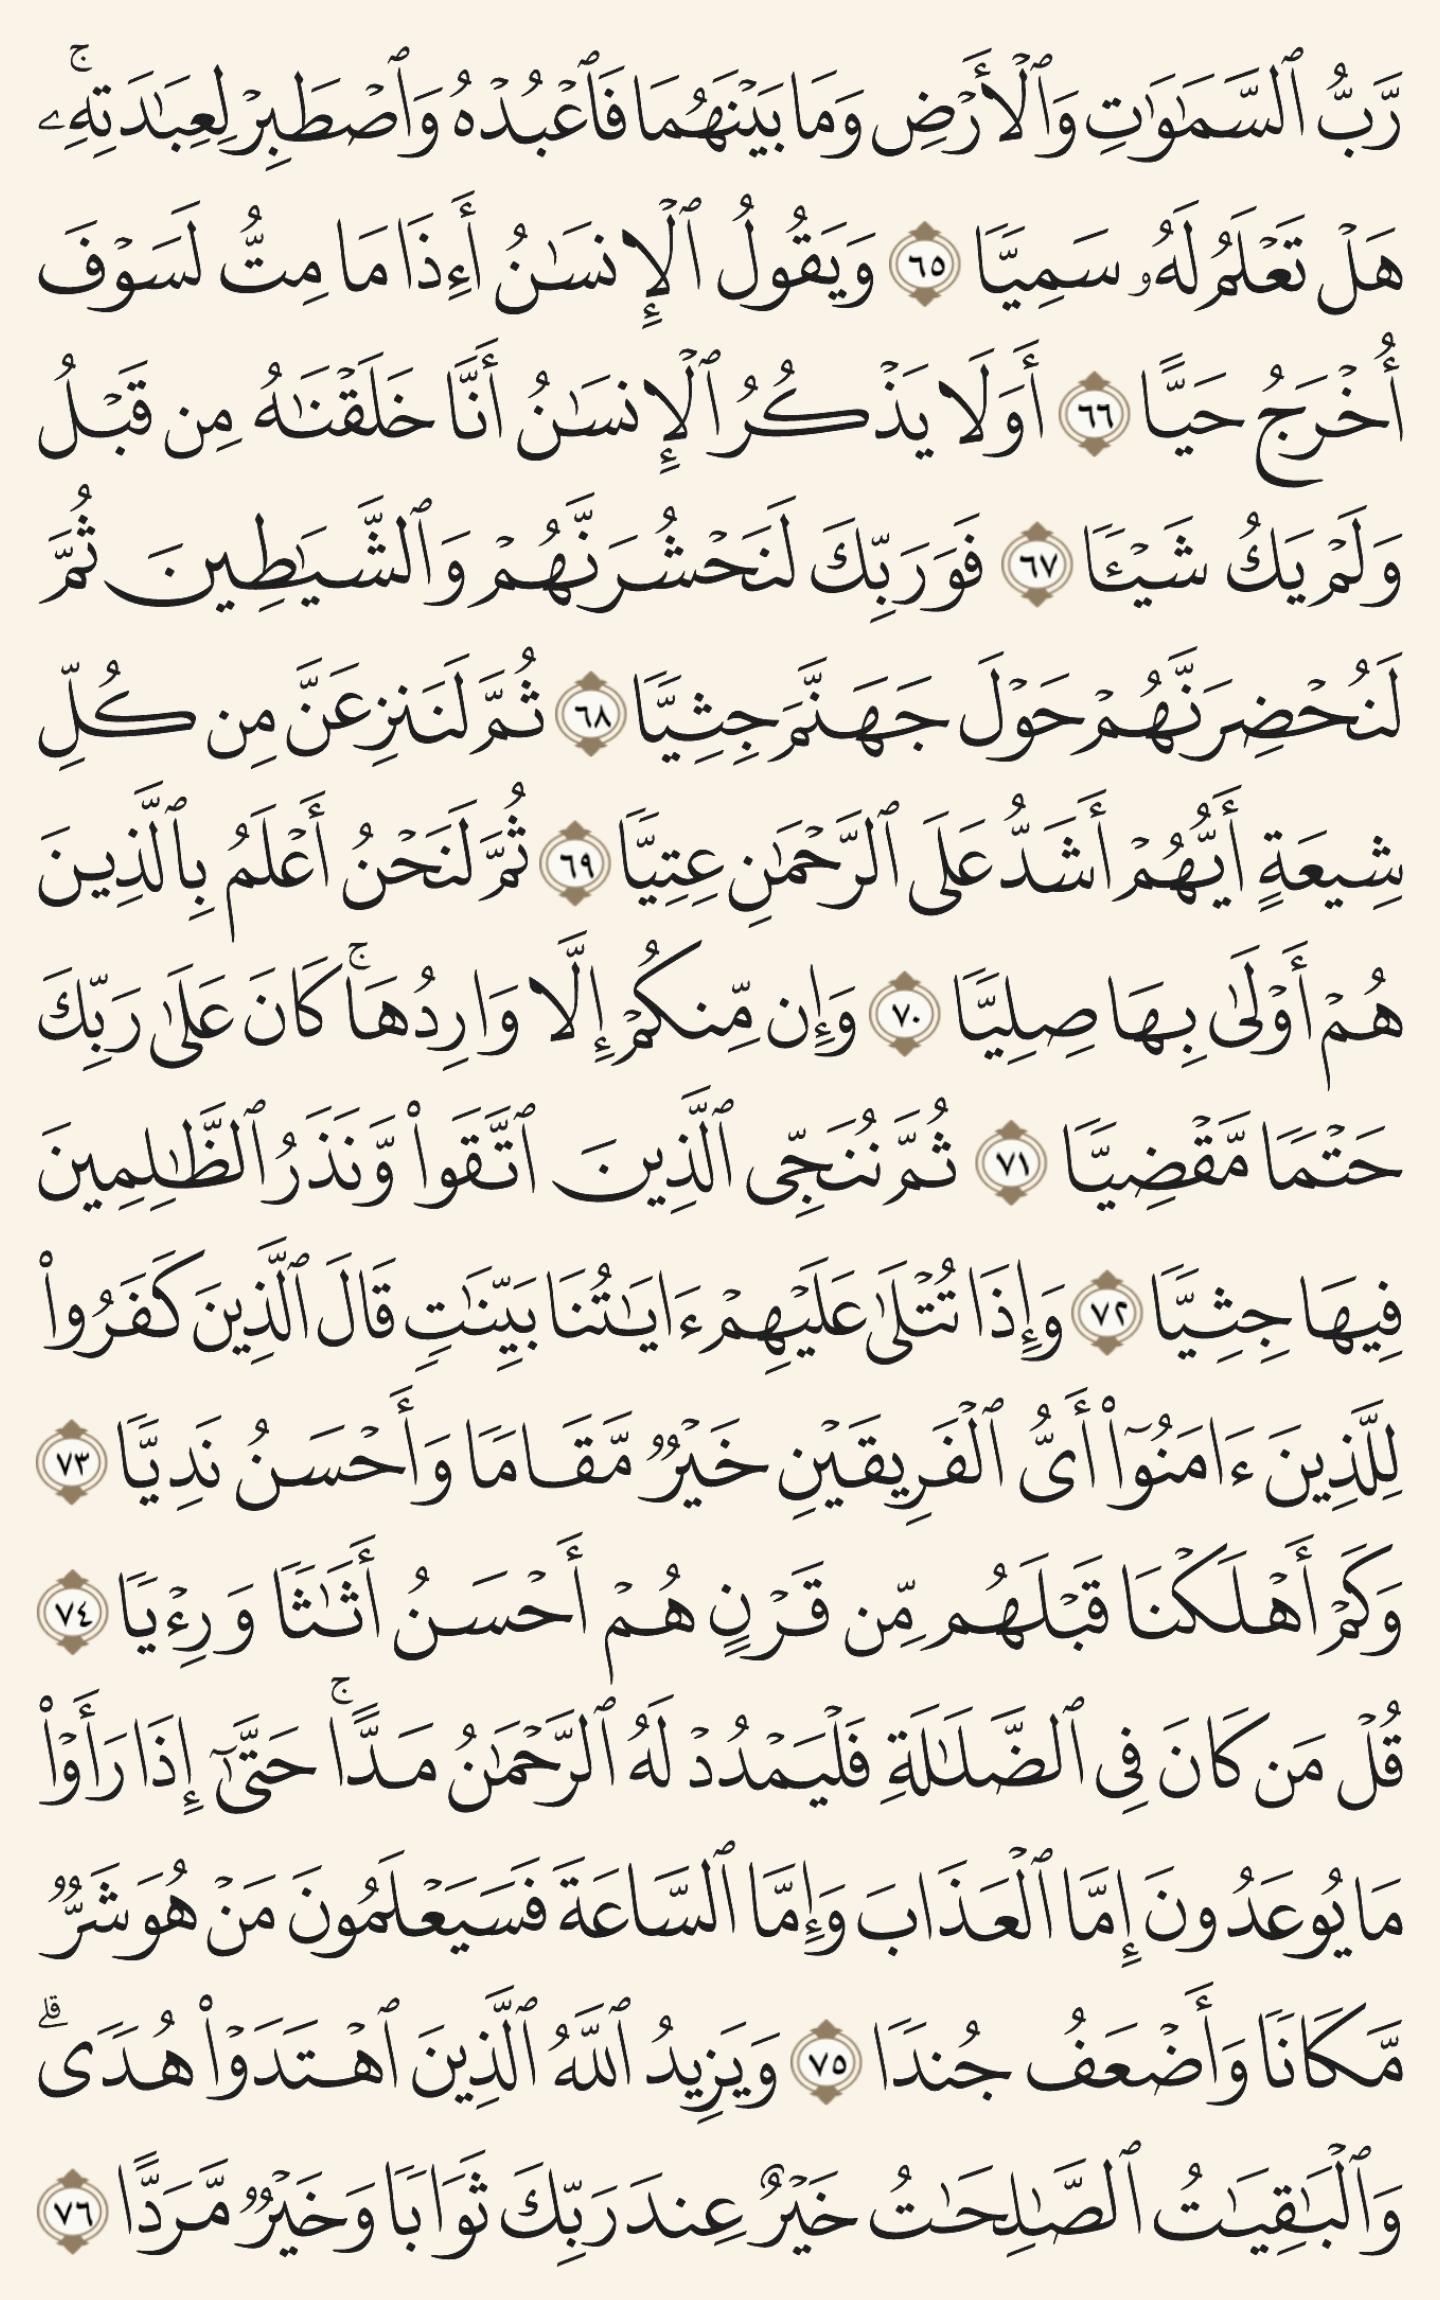 رَّبُّ ٱلسَّمَٰوَٰتِ وَٱلۡأَرۡضِ وَمَا بَيۡنَهُمَا فَٱعۡبُدۡهُ وَٱصۡطَبِرۡ لِعِبَٰدَتِهِۦۚ
هَلۡ تَعۡلَمُ لَهُۥ سَمِيّٗا ٦٥ وَيَقُولُ ٱلۡإِنسَٰنُ أَءِذَا مَا مِتُّ لَسَوۡفَ
أُخۡرَجُ حَيًّا ٦٦ أَوَلَا يَذۡكُرُ ٱلۡإِنسَٰنُ أَنَّا خَلَقۡنَٰهُ مِن قَبۡلُ
وَلَمۡ يَكُ شَيۡـٔٗا ٦٧ فَوَرَبِّكَ لَنَحۡشُرَنَّهُمۡ وَٱلشَّيَٰطِينَ ثُمَّ
لَنُحۡضِرَنَّهُمۡ حَوۡلَ جَهَنَّمَ جِثِيّٗا ٦٨ ثُمَّ لَنَنزِعَنَّ مِن كُلِّ
شِيعَةٍ أَيُّهُمۡ أَشَدُّ عَلَى ٱلرَّحۡمَٰنِ عِتِيّٗا ٦٩ ثُمَّ لَنَحۡنُ أَعۡلَمُ بِٱلَّذِينَ
هُمۡ أَوۡلَىٰ بِهَا صِلِيّٗا ٧٠ وَإِن مِّنكُمۡ إِلَّا وَارِدُهَاۚ كَانَ عَلَىٰ رَبِّكَ
حَتۡمٗا مَّقۡضِيّٗا ٧١ ثُمَّ نُنَجِّي ٱلَّذِينَ ٱتَّقَواْ وَّنَذَرُ ٱلظَّٰلِمِينَ
فِيهَا جِثِيّٗا ٧٢ وَإِذَا تُتۡلَىٰ عَلَيۡهِمۡ ءَايَٰتُنَا بَيِّنَٰتٖ قَالَ ٱلَّذِينَ كَفَرُواْ
لِلَّذِينَ ءَامَنُوٓاْ أَيُّ ٱلۡفَرِيقَيۡنِ خَيۡرٞ مَّقَامٗا وَأَحۡسَنُ نَدِيّٗا ٧٣
وَكَمۡ أَهۡلَكۡنَا قَبۡلَهُم مِّن قَرۡنٍ هُمۡ أَحۡسَنُ أَثَٰثٗا وَرِءۡيٗا ٧٤
قُلۡ مَن كَانَ فِي ٱلضَّلَٰلَةِ فَلۡيَمۡدُدۡ لَهُ ٱلرَّحۡمَٰنُ مَدًّاۚ حَتَّىٰٓ إِذَا رَأَوۡاْ
مَا يُوعَدُونَ إِمَّا ٱلۡعَذَابَ وَإِمَّا ٱلسَّاعَةَ فَسَيَعۡلَمُونَ مَنۡ هُوَ شَرّٞ
مَّكَانٗا وَأَضۡعَفُ جُندٗا ٧٥ وَيَزِيدُ ٱللَّهُ ٱلَّذِينَ ٱهۡتَدَوۡاْ هُدٗىۗ
وَٱلۡبَٰقِيَٰتُ ٱلصَّٰلِحَٰتُ خَيۡرٌ عِندَ رَبِّكَ ثَوَابٗا وَخَيۡرٞ مَّرَدًّا ٧٦